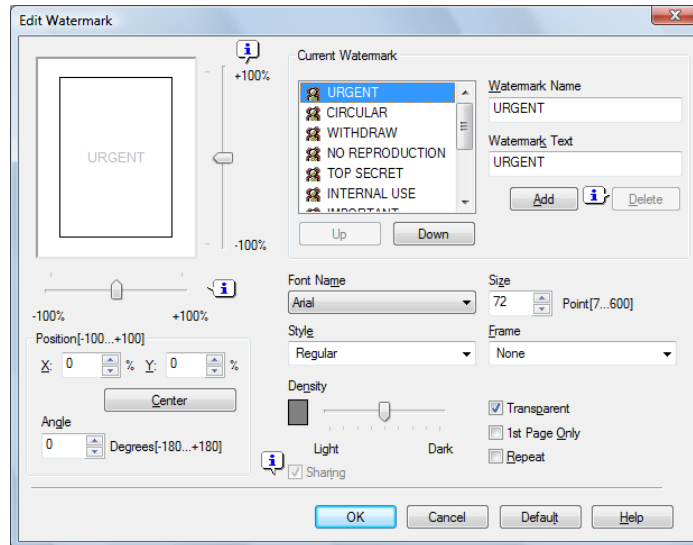 Edit Watermark
URGENT
+100%
-100%
-100% +100%
Position[-100...+100]
X: 0 % Y: 0 %
Center
Angle
0 Degrees[-180...+180]
Current Watermark
URGENT
CIRCULAR
WITHDRAW
NO REPRODUCTION
TOP SECRET
INTERNAL USE
IMPORTANT
Up Down
Watermark Name
URGENT
Watermark Text
URGENT
Add Delete
Font Name
Arial
Size
72 Point[7...600]
Style
Regular
Frame
None
Density
Light Dark
Sharing
Transparent
1st Page Only
Repeat
OK Cancel Default Help